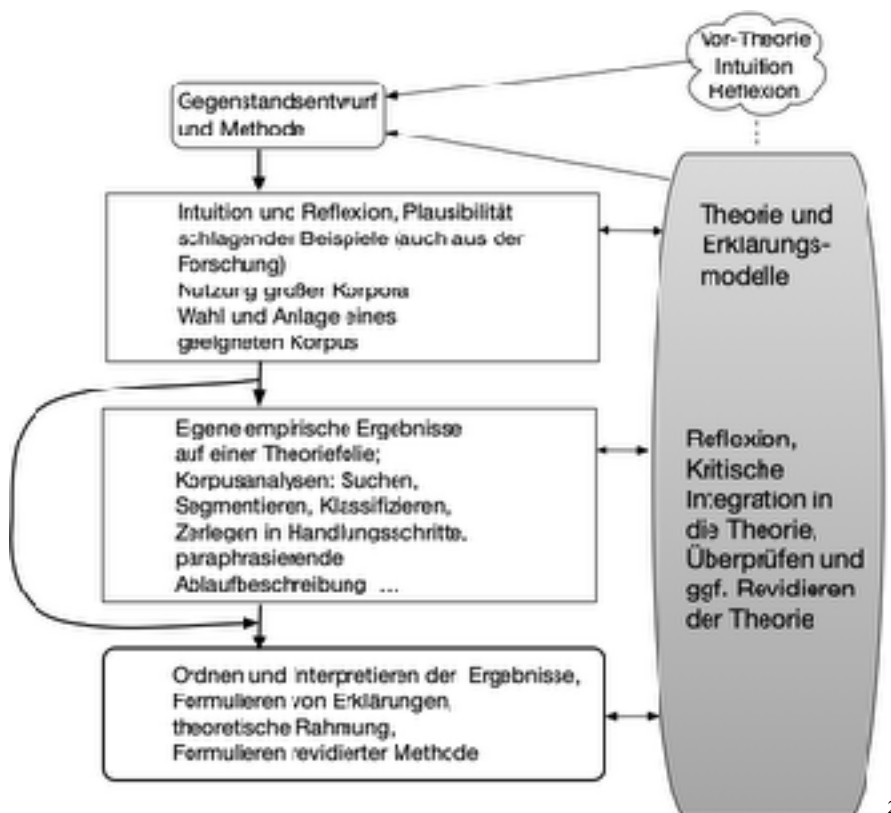 Vor-Theorie
Intuition
Reflexion
Gegenstandsentwurf
und Methode
Intuition und Reflexion, Plausibilität
schlagender Beispiele (auch aus der
Forschung)
Nutzung großer Korpora
Wahl und Anlage eines
geeigneten Korpus
Theorie und
Erklärungs-
modelle
Egene empirische Ergebnisse
auf einer Theoriefolie;
Korpusanalysen: Suchen,
Segmentieren, Klassifizieren,
Zerlegen in Handlungsschritte,
paraphrasierende
Ablaufbeschreibung ...
Reflexion,
Kritische
Integration in
die Theorie,
Überprüfen und
ggf. Revidieren
der Theorie
Ordnen und Interpretieren der Ergebnisse,
Formulieren von Erklärungen,
theoretische Rahmung,
Formulieren revidierter Methode